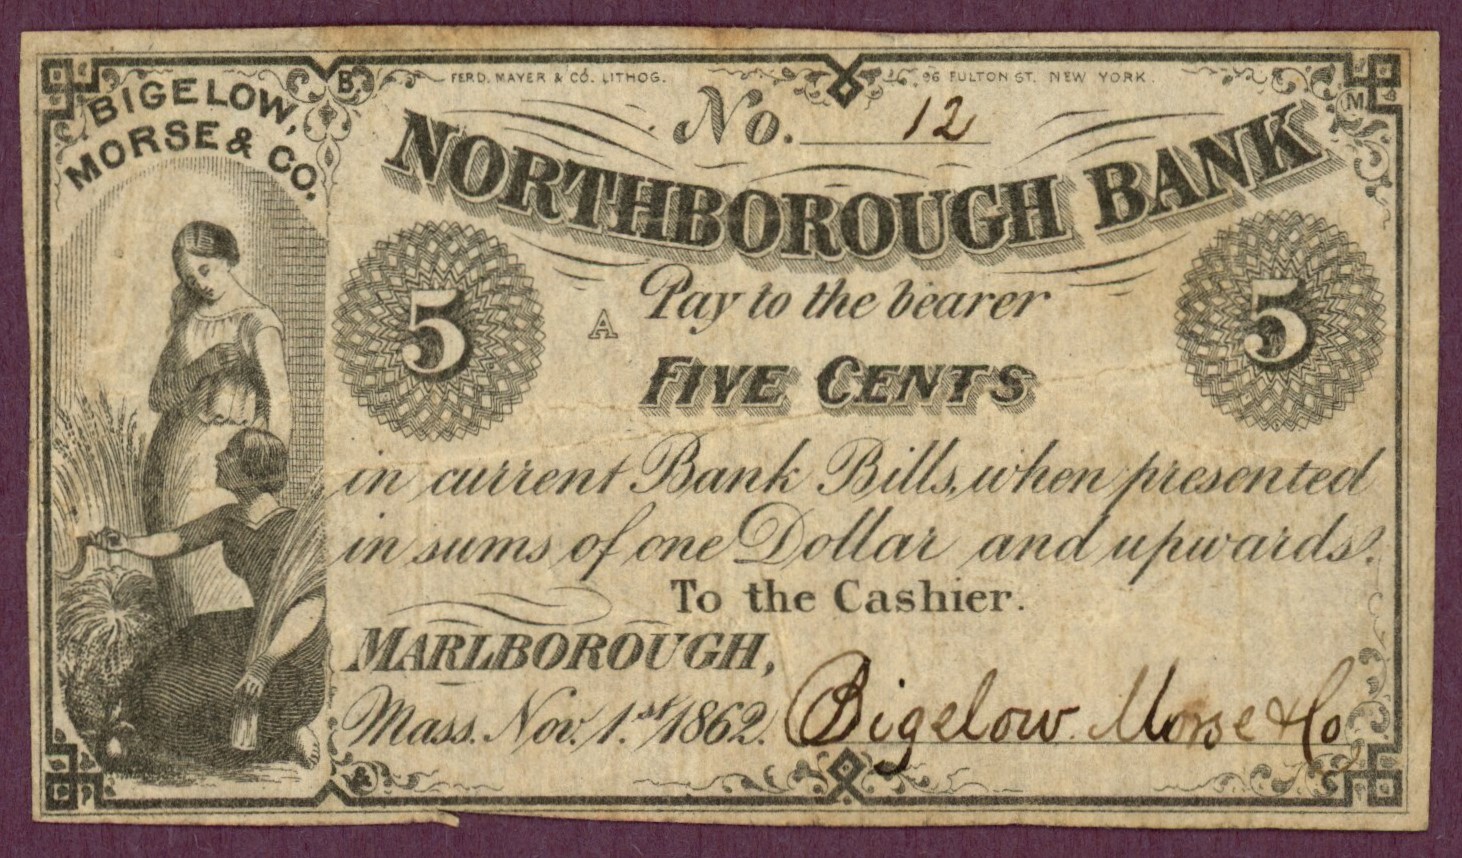 BIGELOW,
MORSE & CO.
B.
FERD. MAYER & CO. LITHOG.
96 FULTON ST. NEW YORK.
M
No. 12
NORTHBOROUGH BANK
5
5
A
Pay to the bearer
FIVE CENTS
in current Bank Bills, when presented
in sums of one Dollar and upwards.
To the Cashier.
MARLBOROUGH,
Mass. Nov. 1.st 1862.
Bigelow Morse & Co
&